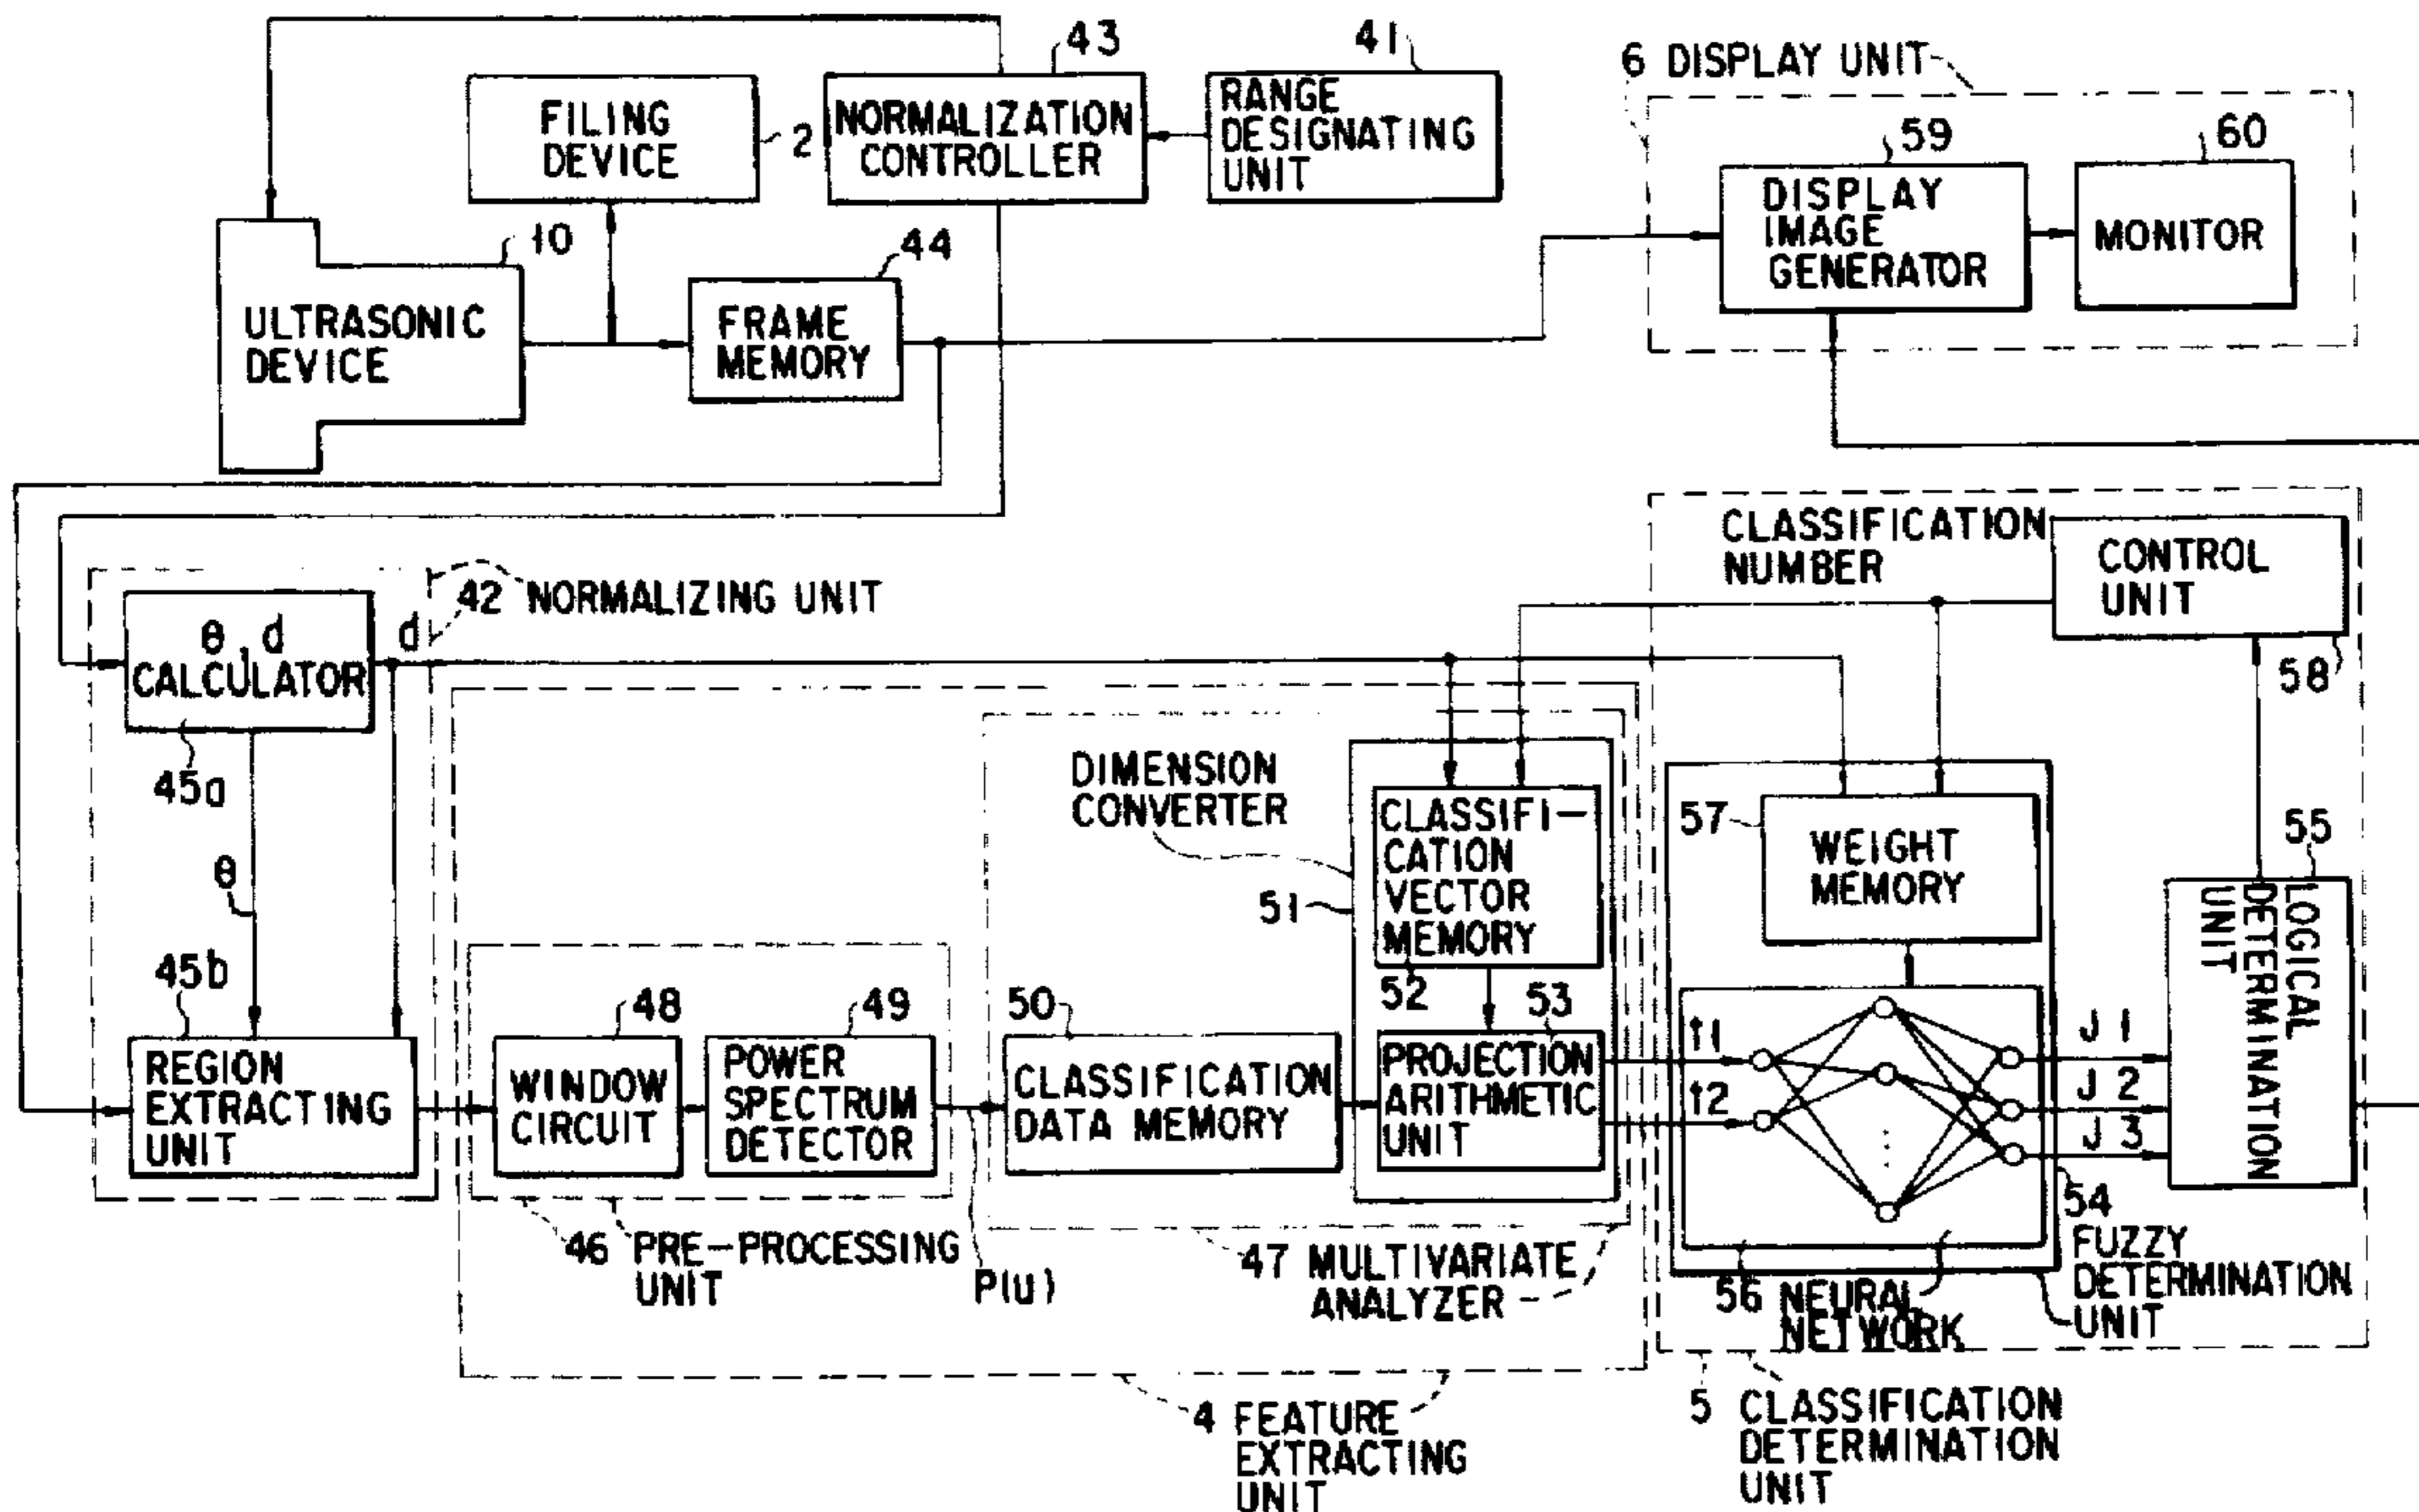 43
41
6 DISPLAY UNIT
FILING
DEVICE
2
NORMALIZATION
CONTROLLER
RANGE
DESIGNATING
UNIT
59
60
DISPLAY
IMAGE
GENERATOR
MONITOR
10
44
ULTRASONIC
DEVICE
FRAME
MEMORY
CLASSIFICATION
NUMBER
CONTROL
UNIT
58
42 NORMALIZING UNIT
θ, d
CALCULATOR
d
45a
θ
45b
REGION
EXTRACTING
UNIT
DIMENSION
CONVERTER
51
CLASSIFI-
CATION
VECTOR
MEMORY
52
57
WEIGHT
MEMORY
55
LOGICAL
DETERMINATION
UNIT
48
49
50
53
WINDOW
CIRCUIT
POWER
SPECTRUM
DETECTOR
CLASSIFICATION
DATA MEMORY
PROJECTION
ARITHMETIC
UNIT
t1
t2
J1
J2
J3
46 PRE-PROCESSING
UNIT
P(u)
47 MULTIVARIATE
ANALYZER
56 NEURAL
NETWORK
54
FUZZY
DETERMINATION
UNIT
4 FEATURE
EXTRACTING
UNIT
5 CLASSIFICATION
DETERMINATION
UNIT